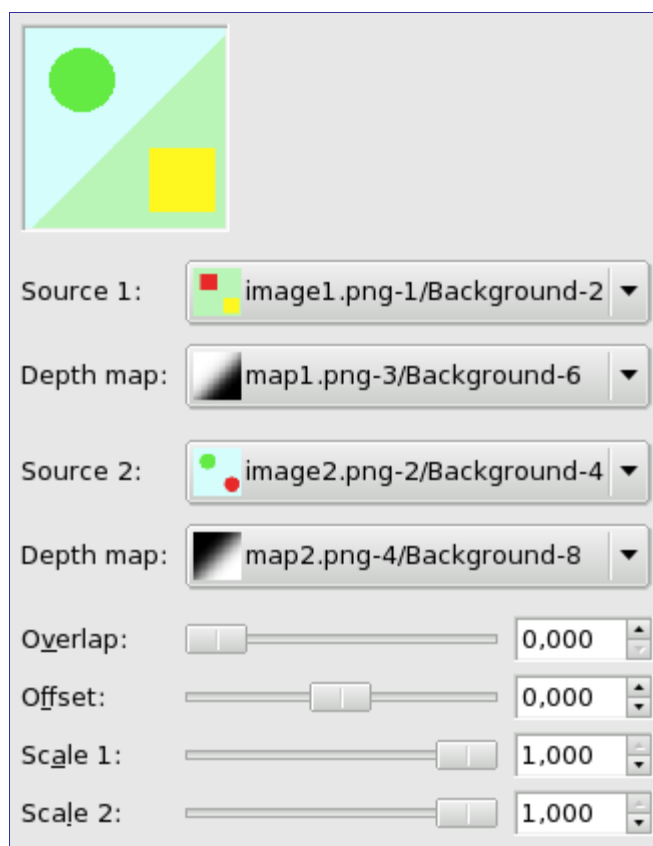 Source 1: image1.png-1/Background-2
Depth map: map1.png-3/Background-6
Source 2: image2.png-2/Background-4
Depth map: map2.png-4/Background-8
Overlap: 0,000
Offset: 0,000
Scale 1: 1,000
Scale 2: 1,000